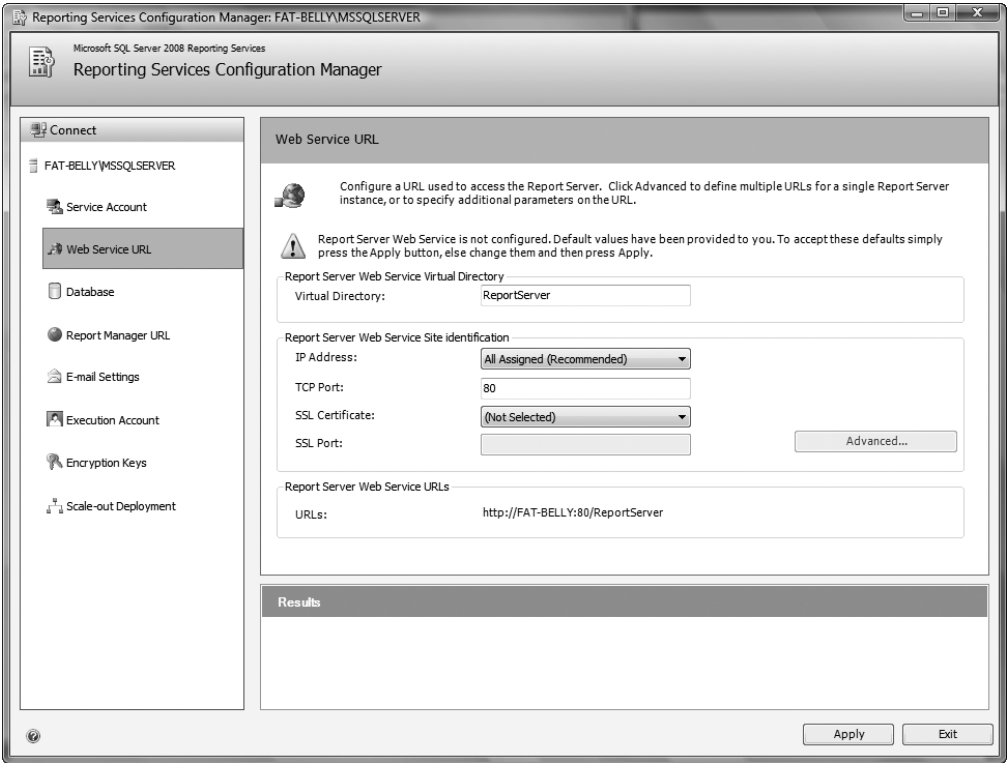 Reporting Services Configuration Manager: FAT-BELLY\MSSQLSERVER
Microsoft SQL Server 2008 Reporting Services
Reporting Services Configuration Manager
Connect
FAT-BELLY\MSSQLSERVER
Service Account
Web Service URL
Database
Report Manager URL
E-mail Settings
Execution Account
Encryption Keys
Scale-out Deployment
Web Service URL
Configure a URL used to access the Report Server. Click Advanced to define multiple URLs for a single Report Server
instance, or to specify additional parameters on the URL.
Report Server Web Service is not configured. Default values have been provided to you. To accept these defaults simply
press the Apply button, else change them and then press Apply.
Report Server Web Service Virtual Directory
Virtual Directory: ReportServer
Report Server Web Service Site identification
IP Address: All Assigned (Recommended)
TCP Port: 80
SSL Certificate: (Not Selected)
SSL Port:
Advanced...
Report Server Web Service URLs
URLs: http://FAT-BELLY:80/ReportServer
Results
Apply Exit